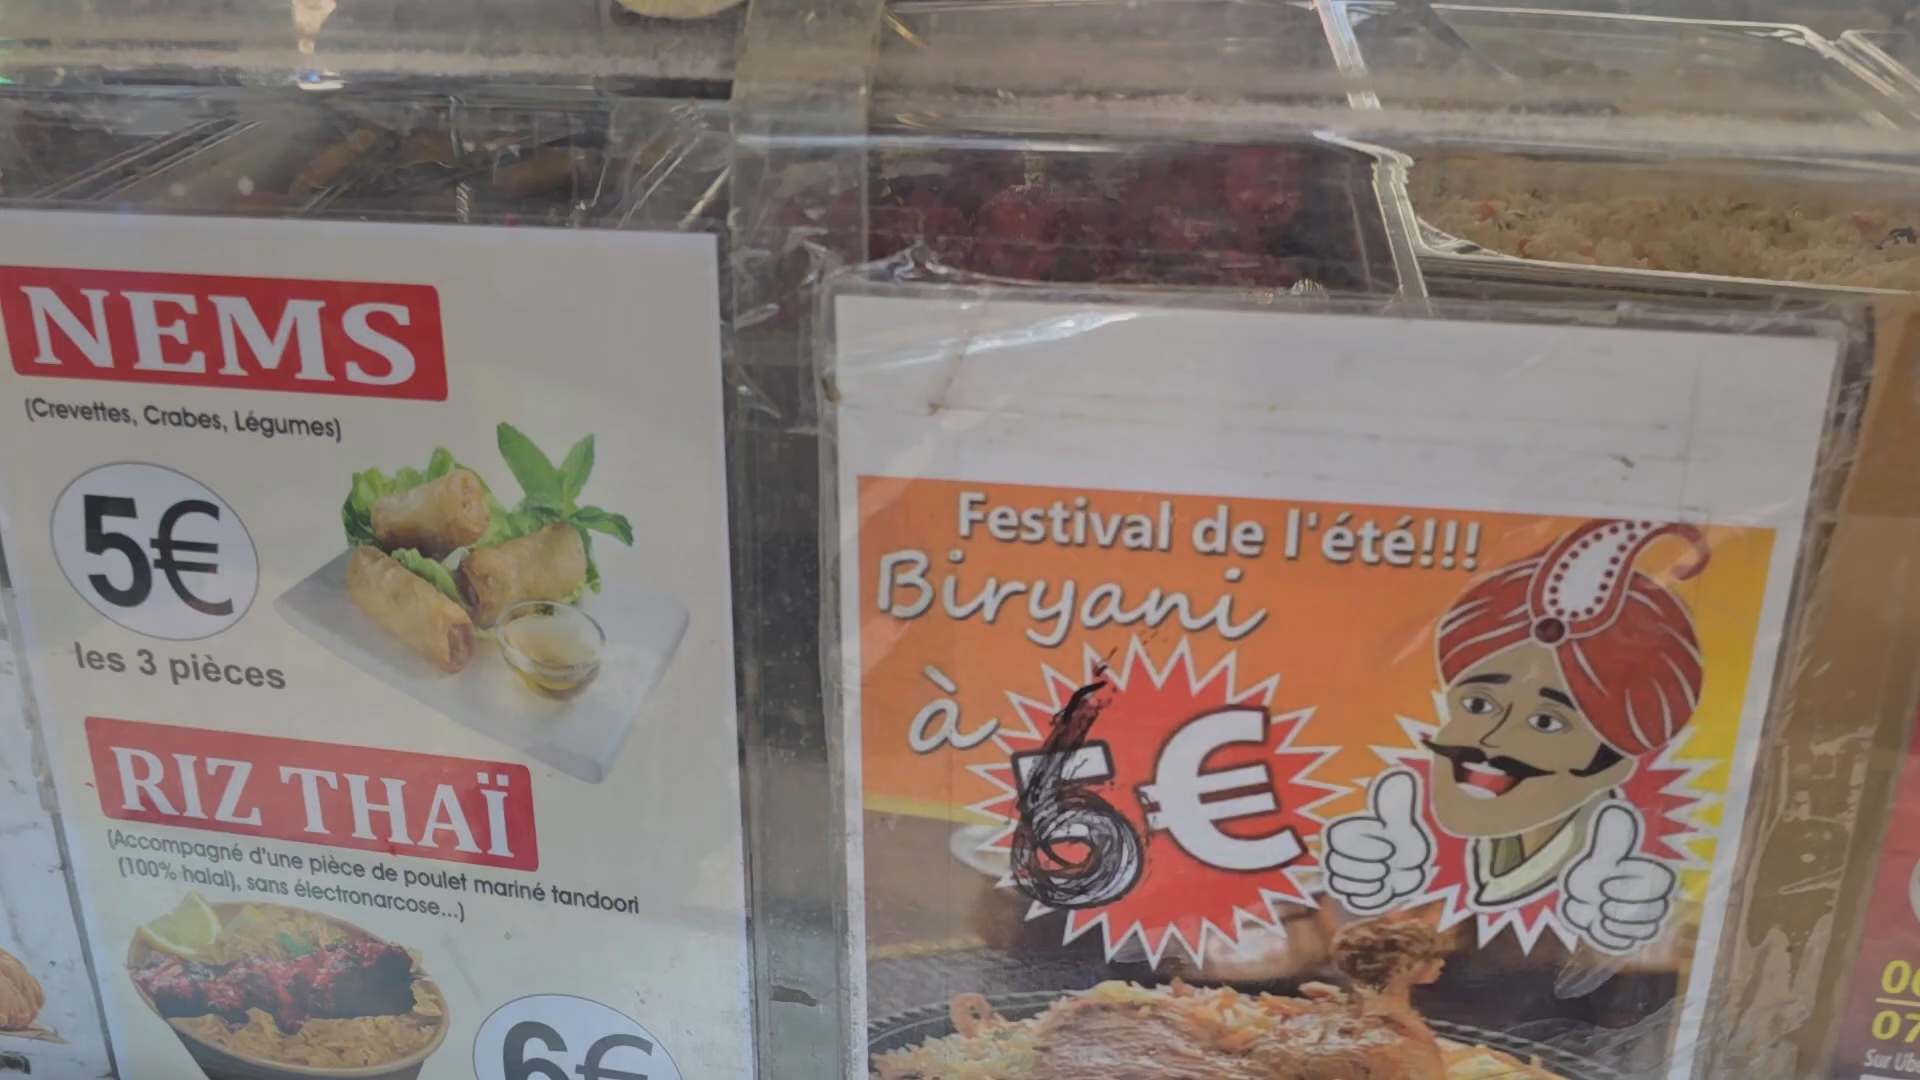 NEMS
(Crevettes, Crabes, Légumes)
5€
les 3 pièces
RIZ THAÏ
(Accompagné d'une pièce de poulet mariné tandoori
(100% halal), sans électronarcose...)
6€
Festival de l'été!!!
Biryani
à
6€
07